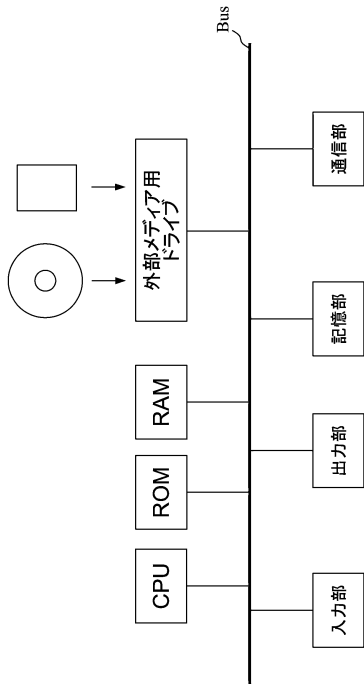 Bus
外部メディア用
ドライブ
RAM
ROM
CPU
通信部
記憶部
出力部
入力部